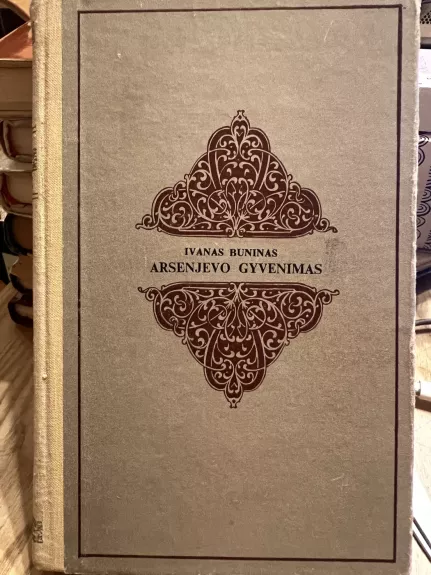 IVANAS BUNINAS
ARSENJEVO GYVENIMAS